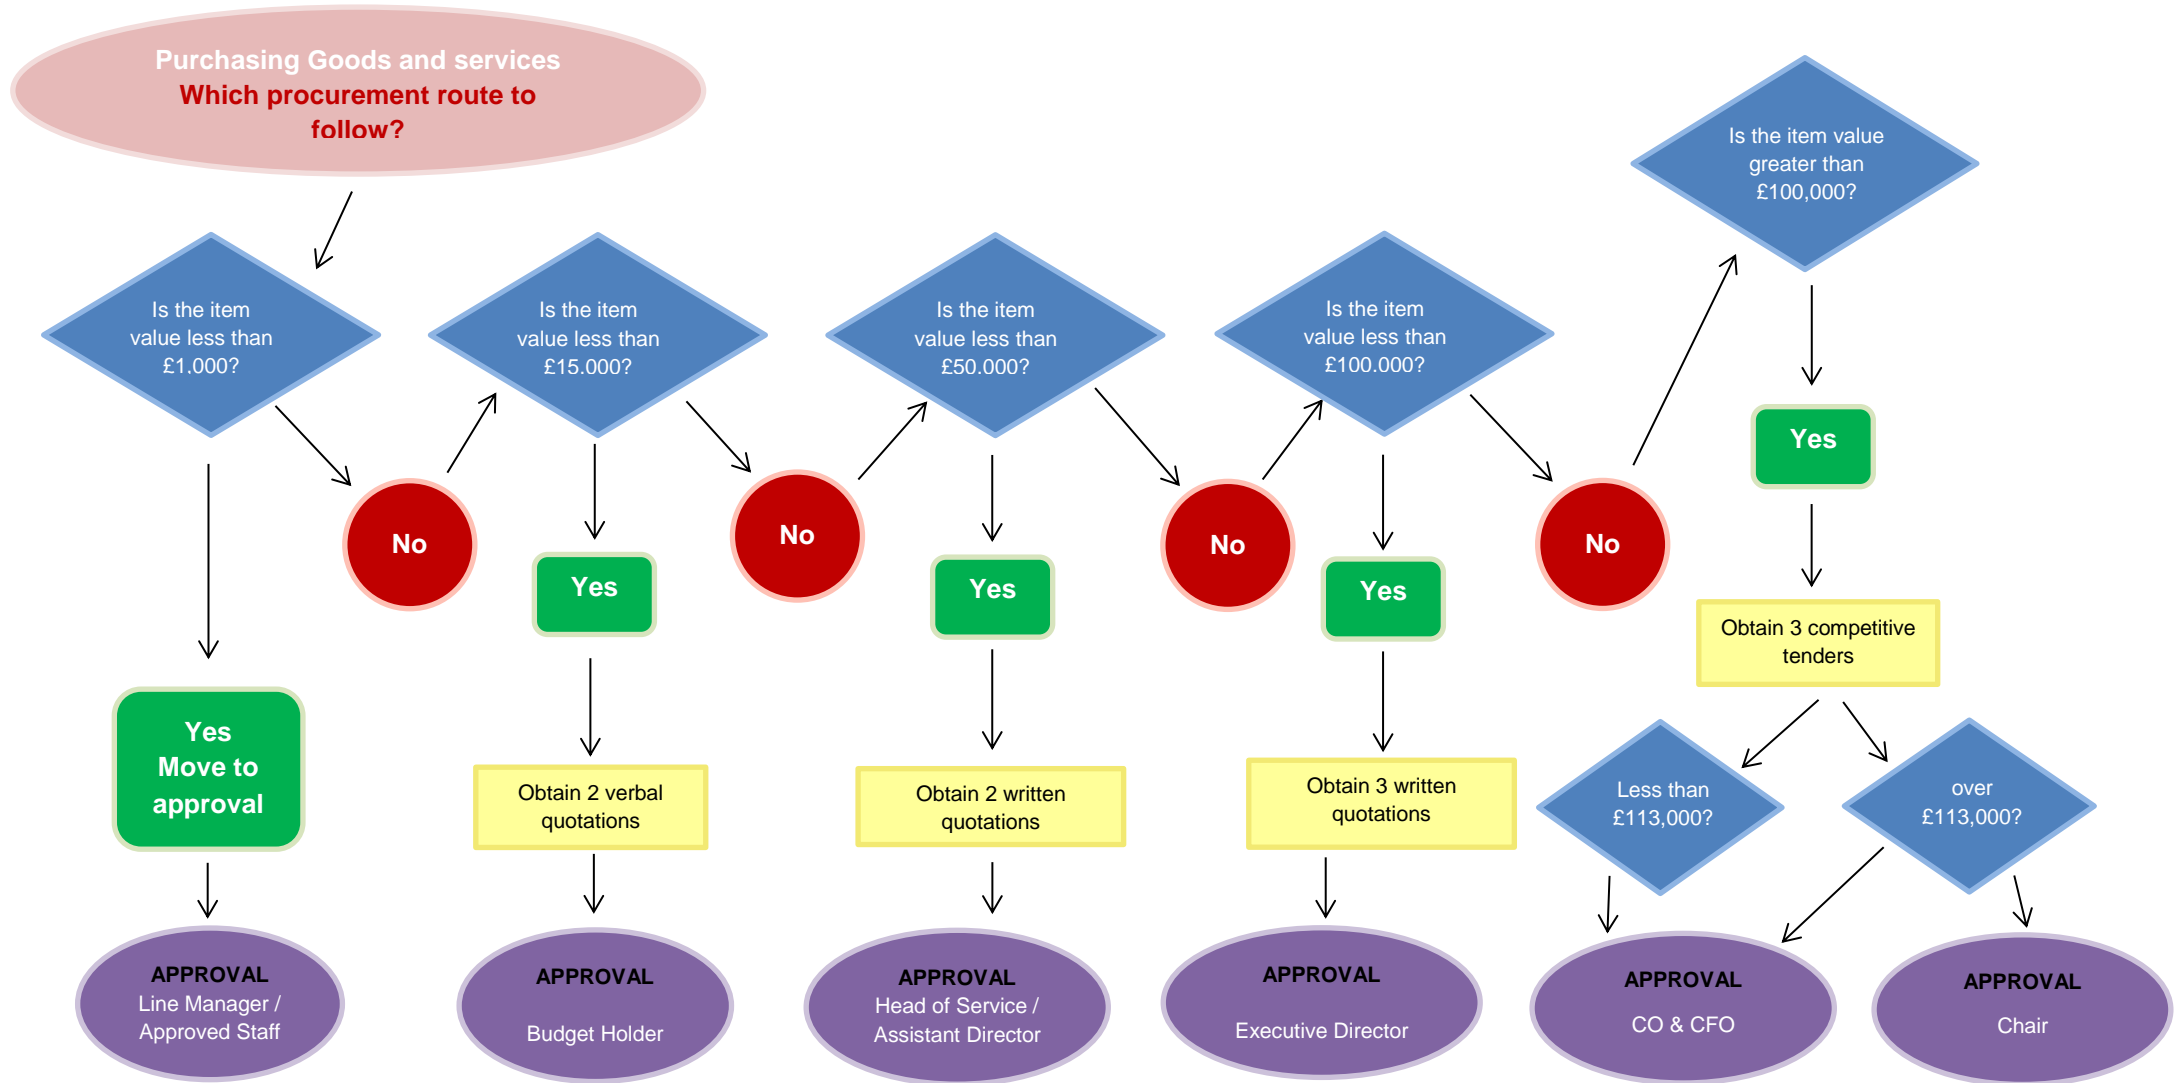 Purchasing Goods and services
Which procurement route to
follow?
Is the item value
greater than
£100,000?
Is the item
value less than
£1,000?
Is the item
value less than
£15,000?
Is the item
value less than
£50,000?
Is the item
value less than
£100,000?
No
No
No
No
Yes
Yes
Yes
Yes
Yes
Move to
approval
Obtain 2 verbal
quotations
Obtain 2 written
quotations
Obtain 3 written
quotations
Obtain 3 competitive
tenders
Less than
£113,000?
over
£113,000?
APPROVAL
Line Manager /
Approved Staff
APPROVAL
Budget Holder
APPROVAL
Head of Service /
Assistant Director
APPROVAL
Executive Director
APPROVAL
CO & CFO
APPROVAL
Chair